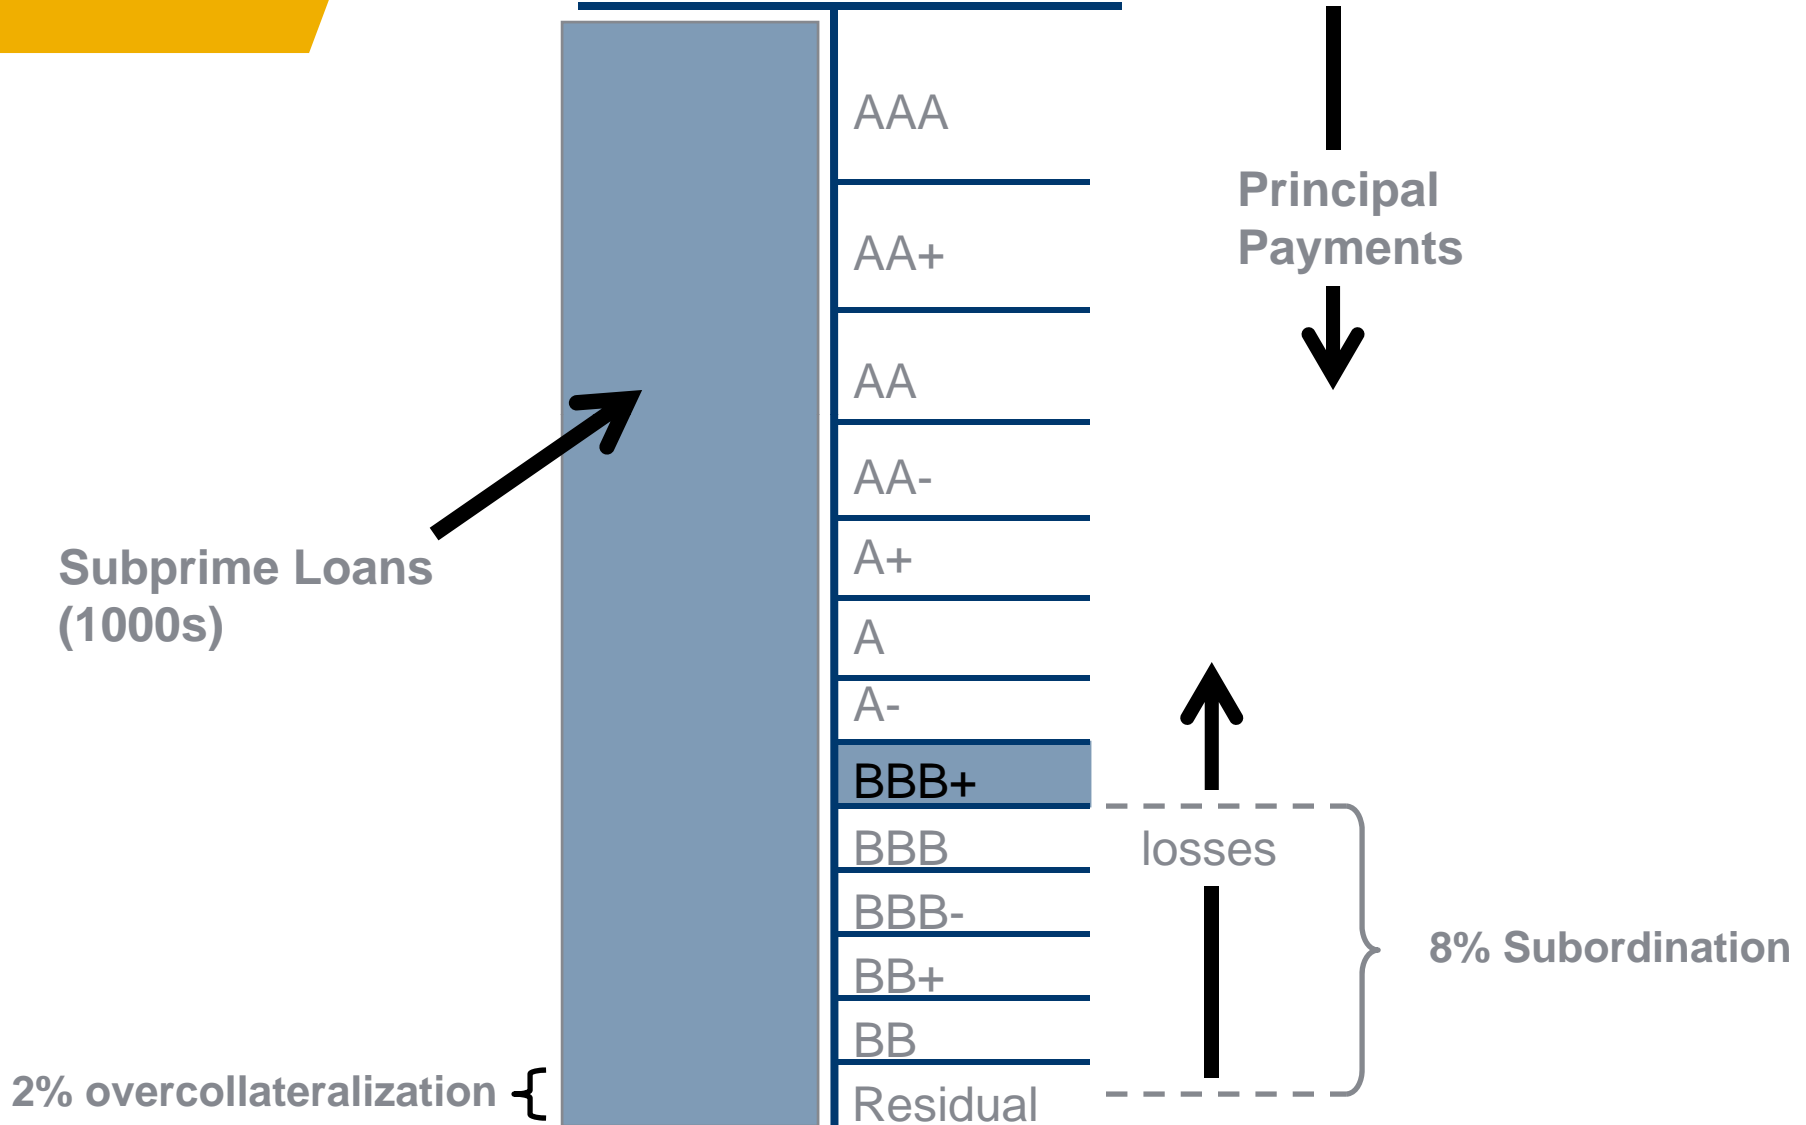 AAA
Principal
Payments
AA+
AA
AA-
Subprime Loans
(1000s)
A+
A
A-
BBB+
BBB
losses
BBB-
8% Subordination
BB+
BB
2% overcollateralization
Residual